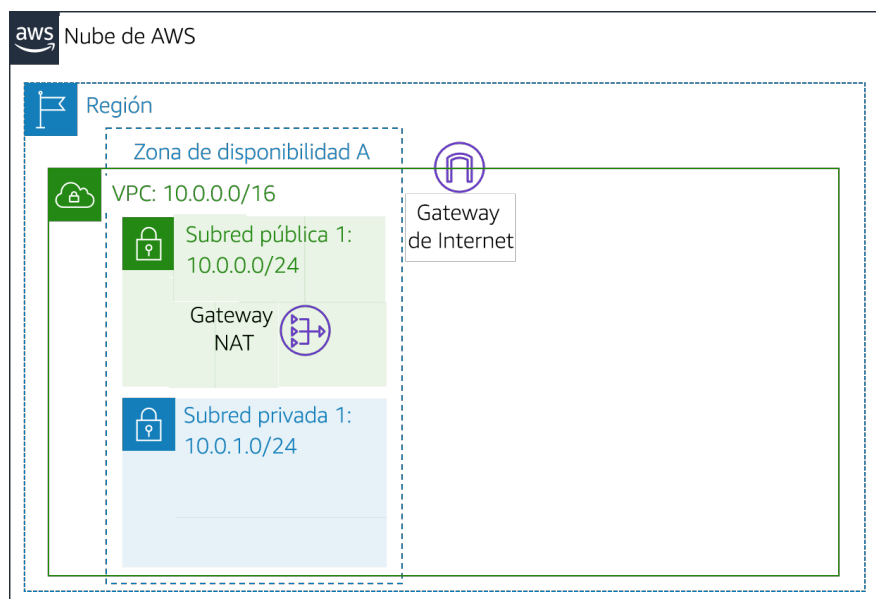 aws
Nube de AWS
Región
Zona de disponibilidad A
VPC: 10.0.0.0/16
Gateway
de Internet
Subred pública 1:
10.0.0.0/24
Gateway
NAT
Subred privada 1:
10.0.1.0/24